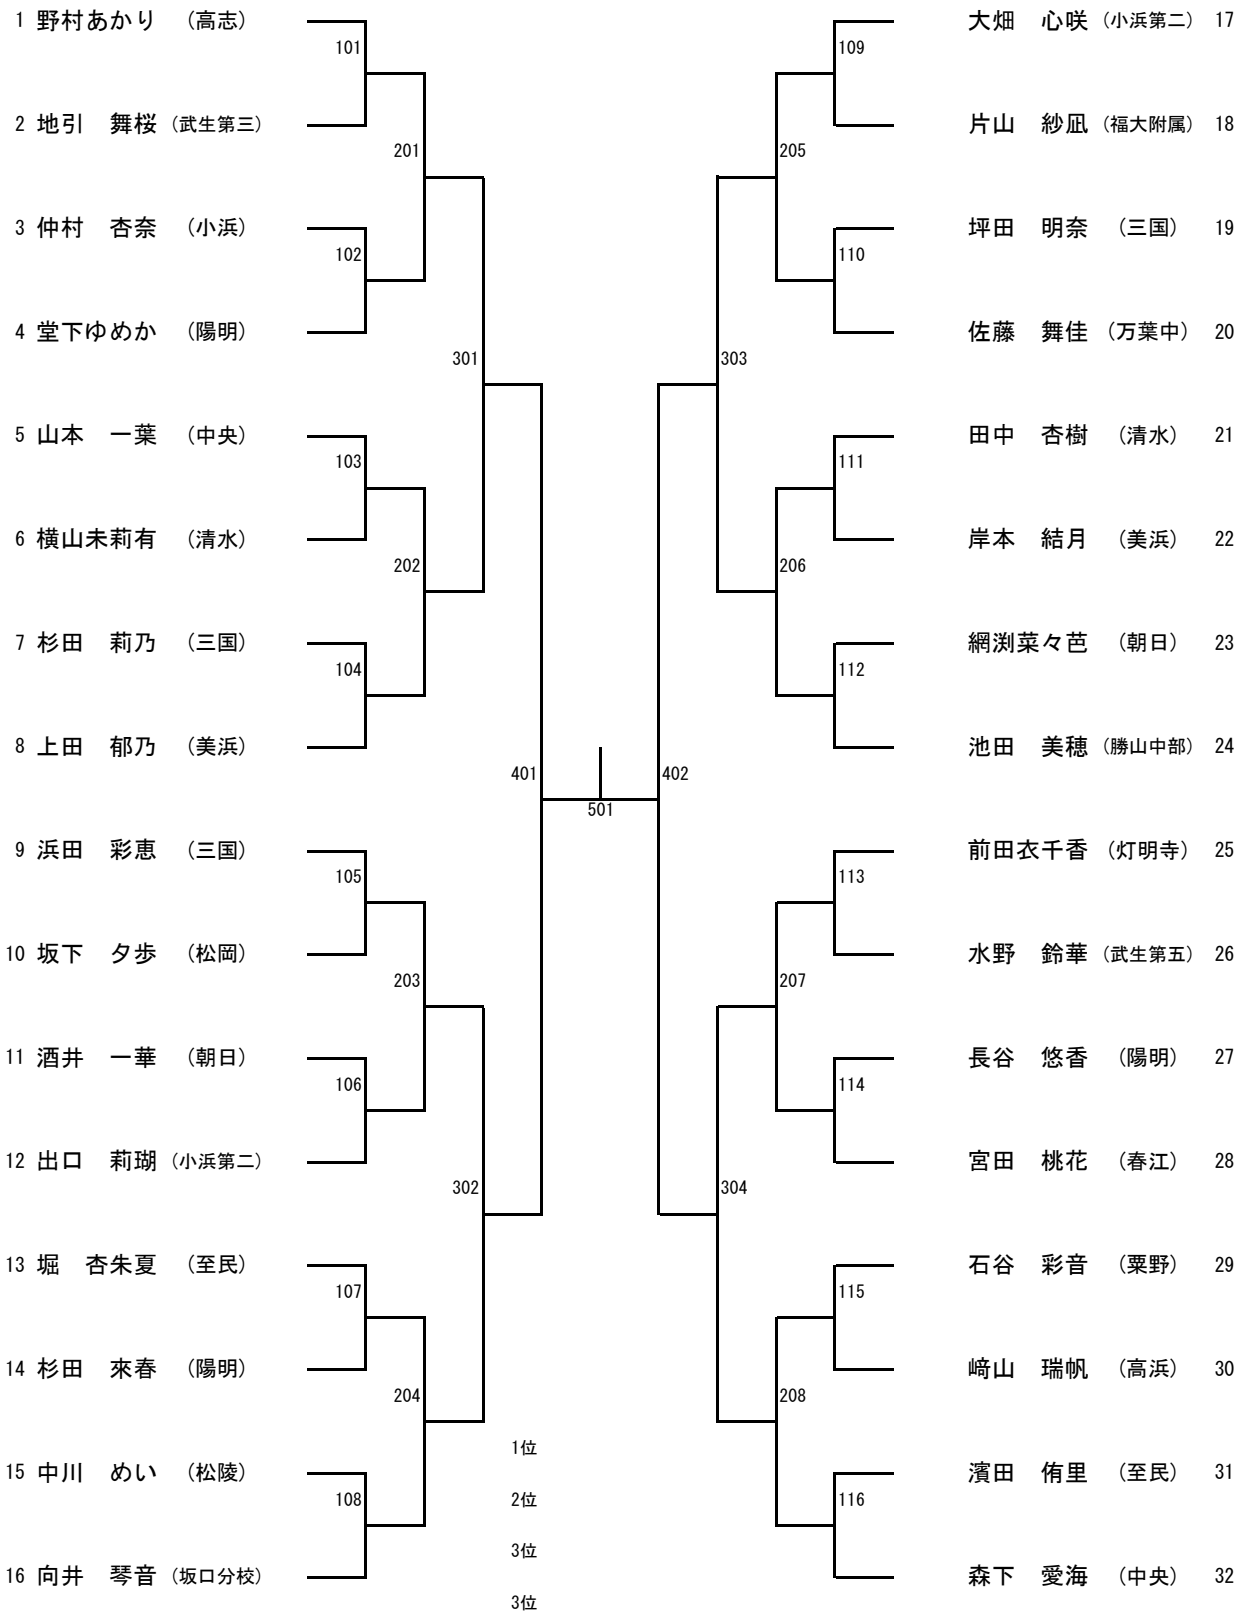 1 野村あかり （高志）
101
2 地引　舞桜 （武生第三）
201
3 仲村　杏奈 （小浜）
102
4 堂下ゆめか （陽明）
301
5 山本　一葉 （中央）
103
6 横山未莉有 （清水）
202
7 杉田　莉乃 （三国）
104
8 上田　郁乃 （美浜）
401
9 浜田　彩恵 （三国）
105
10 坂下　夕歩 （松岡）
203
11 酒井　一華 （朝日）
106
12 出口　莉瑚 （小浜第二）
302
13 堀　杏朱夏 （至民）
107
14 杉田　來春 （陽明）
204
15 中川　めい （松陵）
108
16 向井　琴音 （坂口分校）
501
大畑　心咲 （小浜第二） 17
109
片山　紗凪 （福大附属） 18
205
坪田　明奈 （三国） 19
110
佐藤　舞佳 （万葉中） 20
303
田中　杏樹 （清水） 21
111
岸本　結月 （美浜） 22
206
網渕菜々芭 （朝日） 23
112
池田　美穂 （勝山中部） 24
402
前田衣千香 （灯明寺） 25
113
水野　鈴華 （武生第五） 26
207
長谷　悠香 （陽明） 27
114
宮田　桃花 （春江） 28
304
石谷　彩音 （粟野） 29
115
﨑山　瑞帆 （高浜） 30
208
濱田　侑里 （至民） 31
116
森下　愛海 （中央） 32
1位
2位
3位
3位